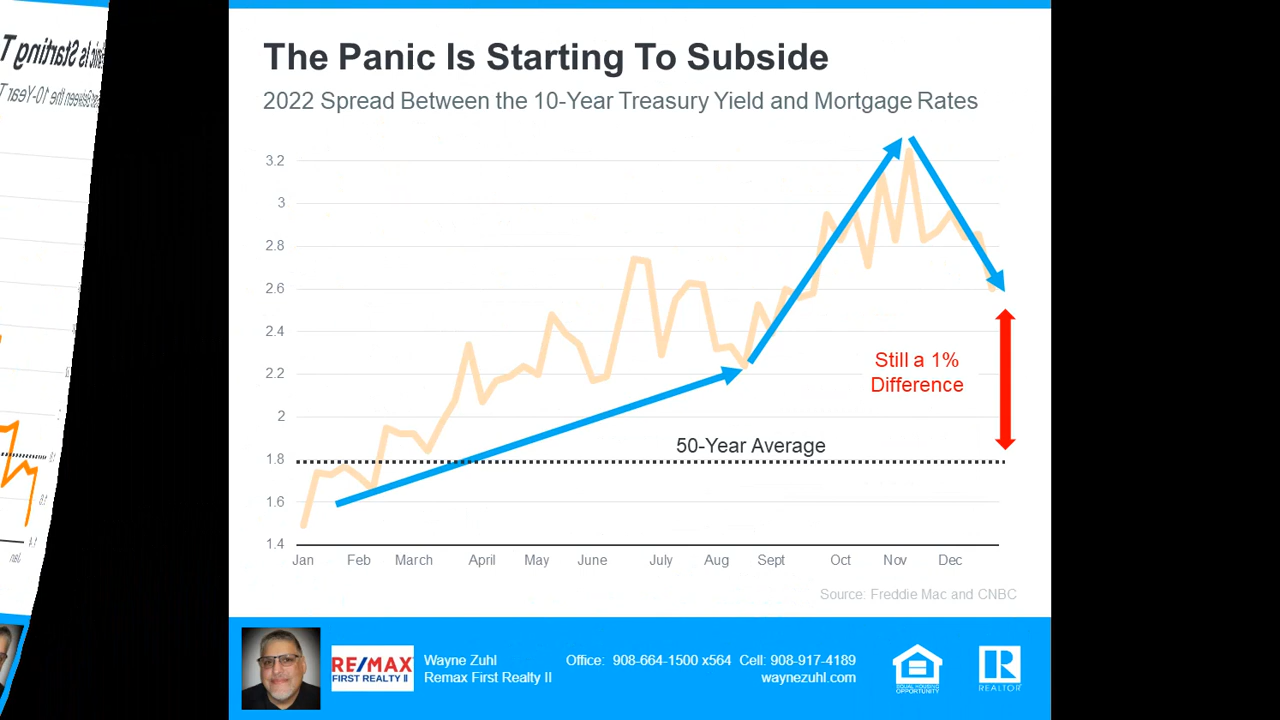 The Panic Is Starting To Subside
2022 Spread Between the 10-Year Treasury Yield and Mortgage Rates
3.2
3
2.8
2.6
2.4
2.2
2
1.8
1.6
1.4
Still a 1%
Difference
50-Year Average
Jan Feb March April May June July Aug Sept Oct Nov Dec
Source: Freddie Mac and CNBC
RE/MAX
FIRST REALTY II
Wayne Zuhl
Remax First Realty II
Office: 908-664-1500 x564 Cell: 908-917-4189
waynezuhl.com
EQUAL HOUSING
OPPORTUNITY
R
REALTOR